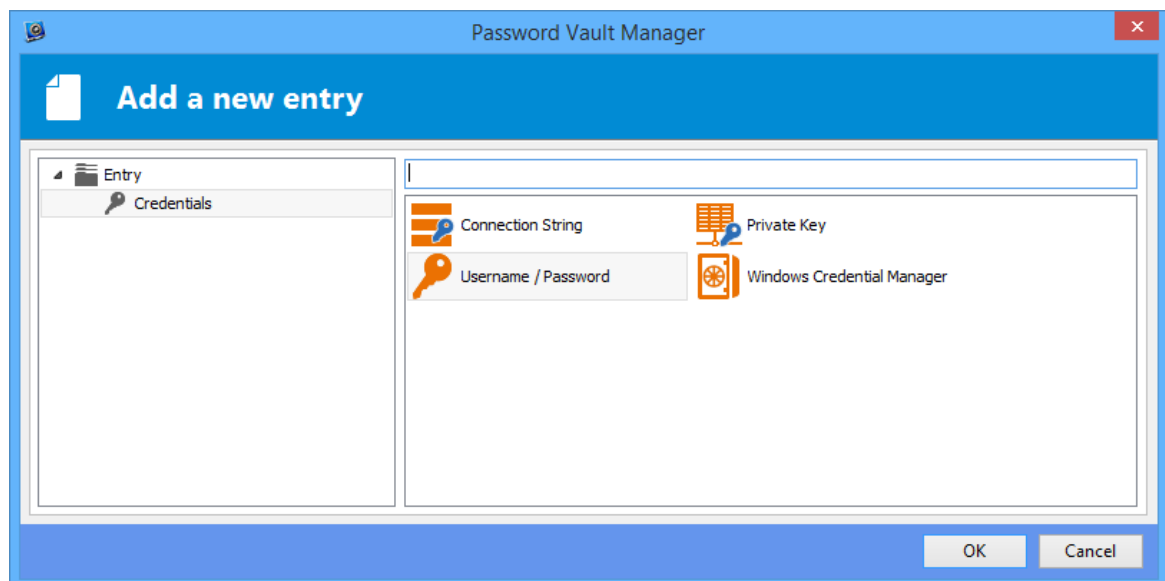 Password Vault Manager
Add a new entry
Entry
Credentials
Connection String
Private Key
Username / Password
Windows Credential Manager
OK
Cancel